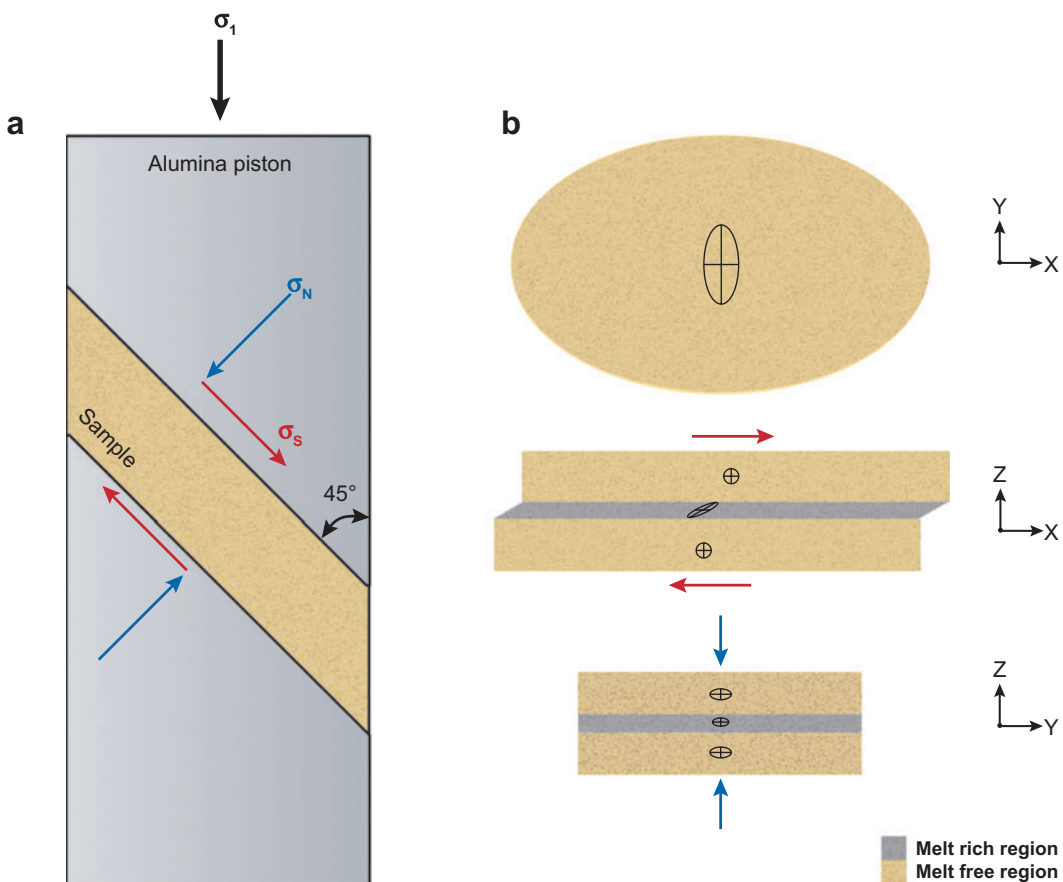 σ1
a
b
Alumina piston
Y
X
σN
σS
Sample
45°
Z
X
Z
Y
Melt rich region
Melt free region